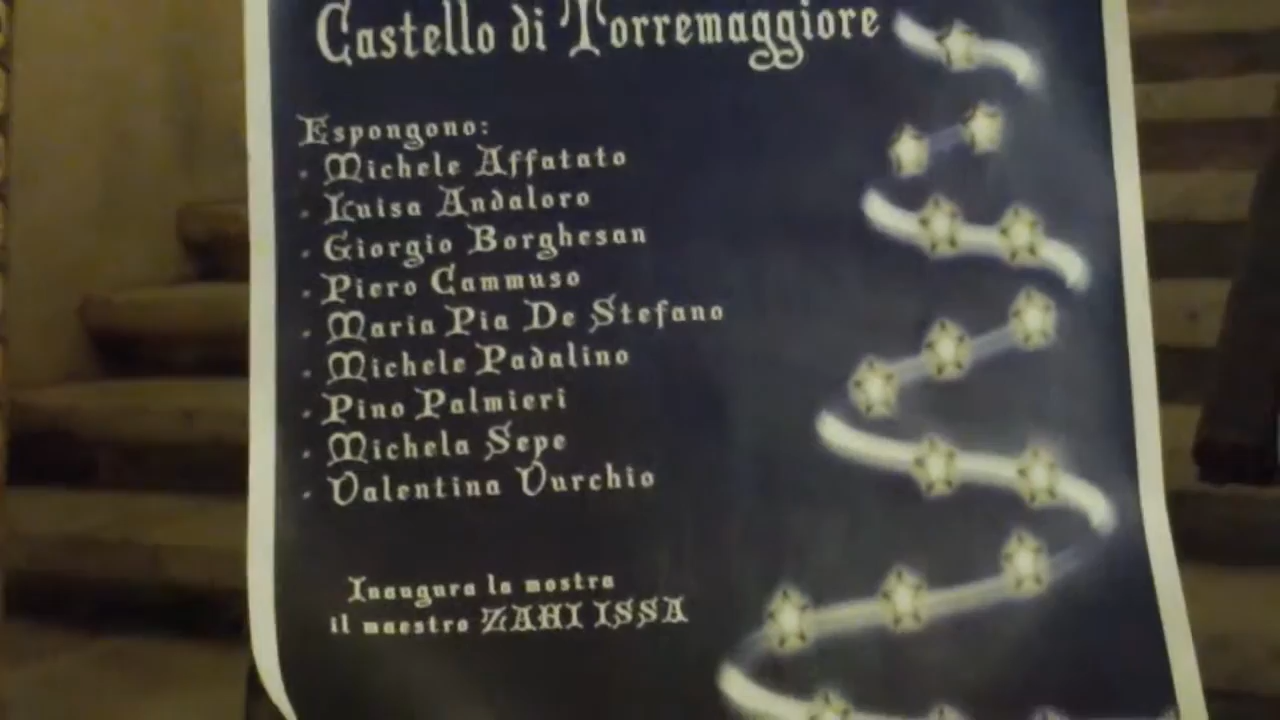 Castello di Torremaggiore
Espongono:
· Michele Affatato
· Luisa Andaloro
· Giorgio Borghesan
· Piero Cammuso
· Maria Pia De Stefano
· Michele Padalino
· Pino Palmieri
· Michela Sepe
· Valentina Vurchio
Inaugura la mostra
il maestro ZAHI ISSA